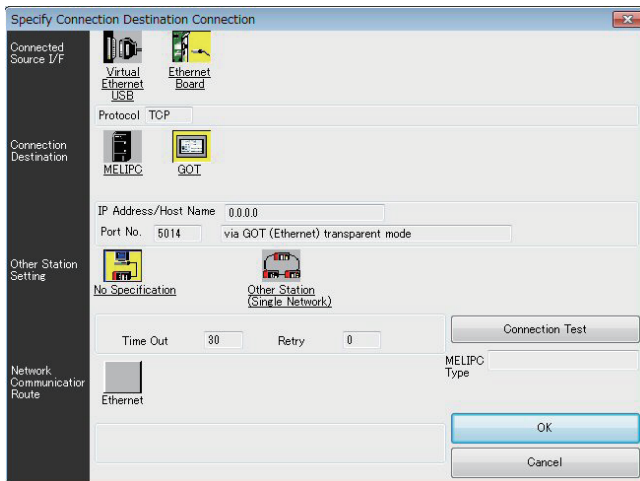 Specify Connection Destination Connection
Connected
Source I/F
Virtual
Ethernet
USB
Ethernet
Board
Protocol TCP
Connection
Destination
MELIPC
GOT
IP Address/Host Name 0.0.0.0
Port No. 5014 via GOT (Ethernet) transparent mode
Other Station
Setting
No Specification
Other Station
(Single Network)
Time Out 30 Retry 0
Connection Test
MELIPC
Type
Network
Communication
Route
Ethernet
OK
Cancel